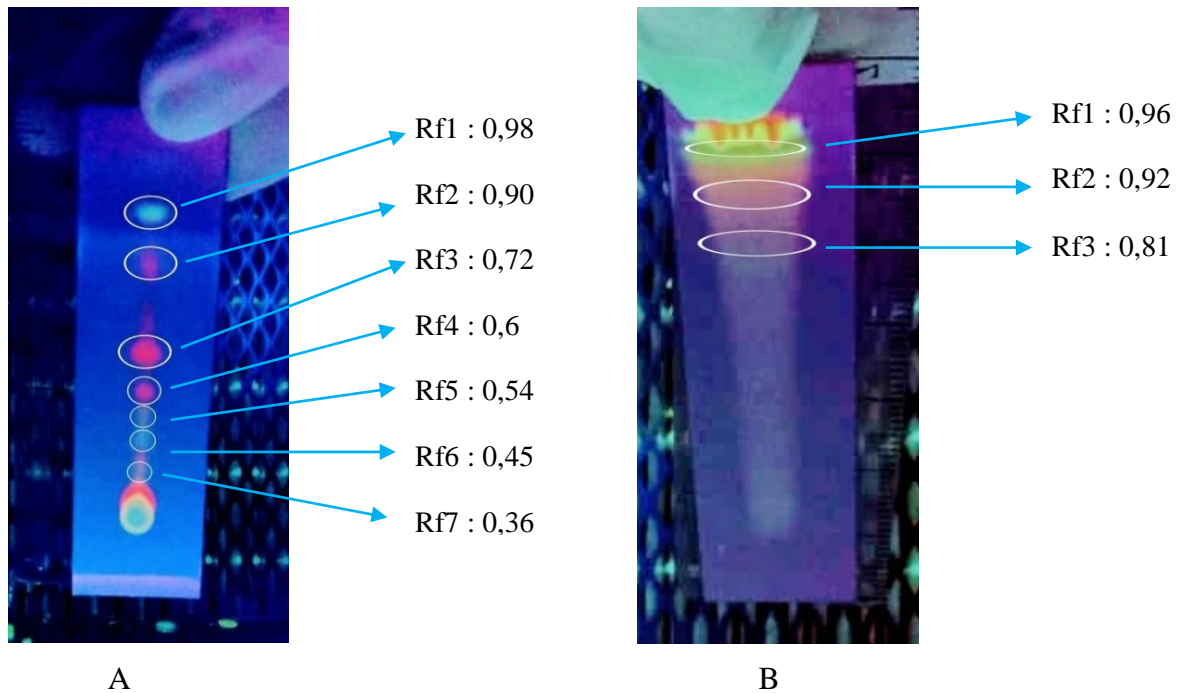 Rf1 : 0,98
Rf2 : 0,90
Rf3 : 0,72
Rf4 : 0,6
Rf5 : 0,54
Rf6 : 0,45
Rf7 : 0,36
A
Rf1 : 0,96
Rf2 : 0,92
Rf3 : 0,81
B